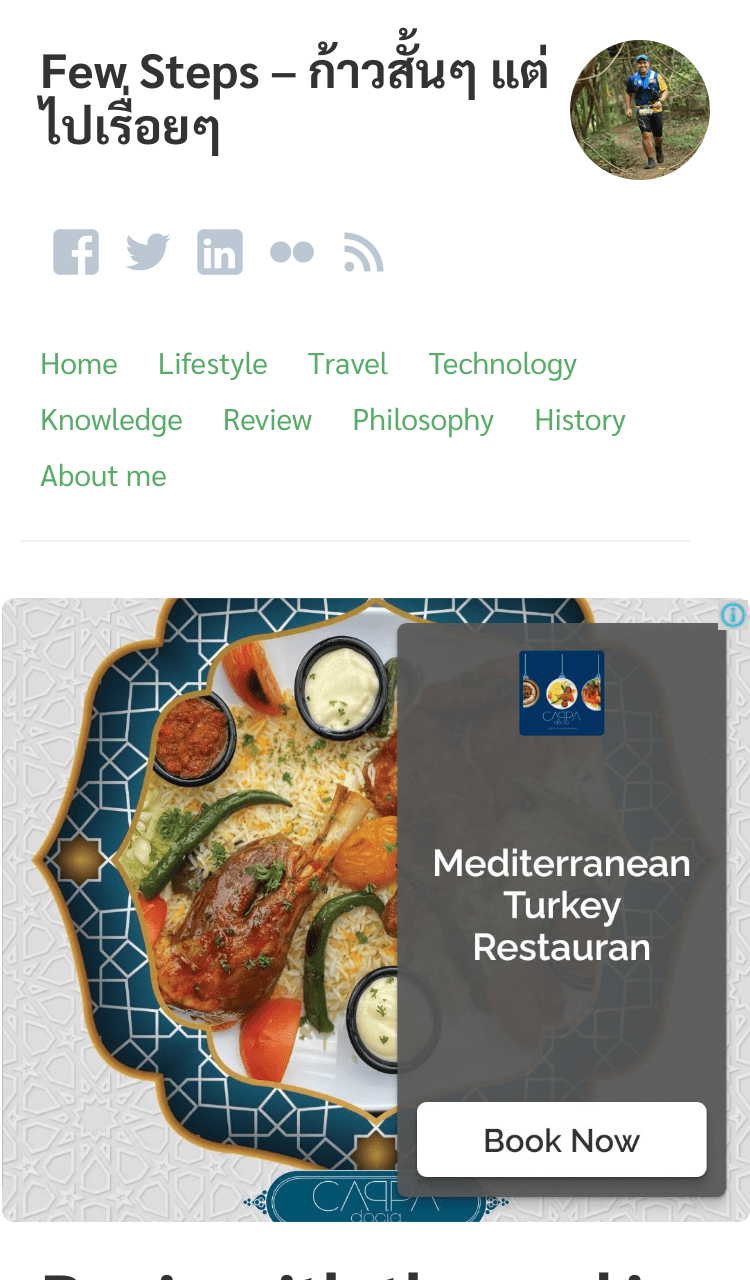 Few Steps – ก้าวสั้นๆ แต่
ไปเรื่อยๆ
Home Lifestyle Travel Technology
Knowledge Review Philosophy History
About me
CAPPA
docia
Mediterranean
Turkey
Restauran
Book Now
CAPPA
docia